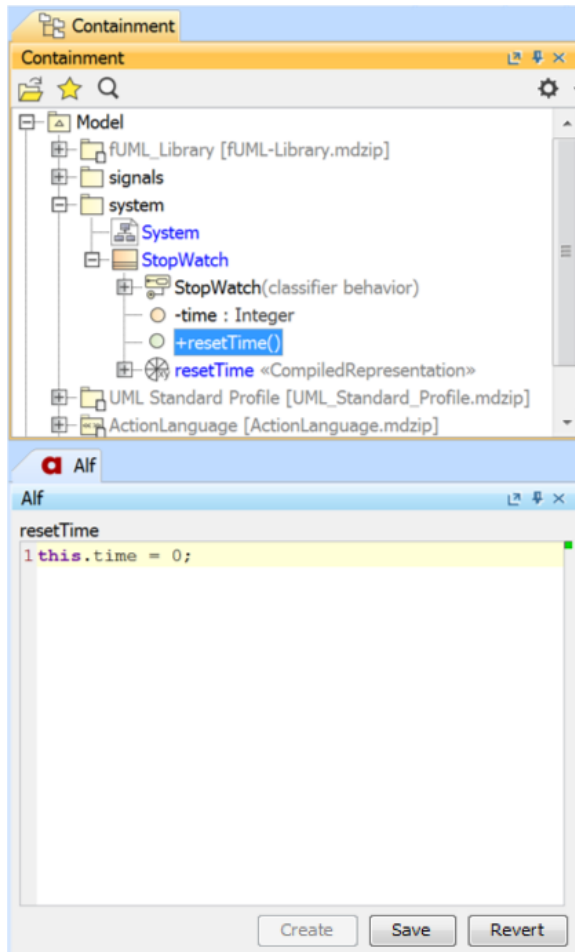 Containment
Containment
Model
fUML_Library [fUML-Library.mdzip]
signals
system
System
StopWatch
StopWatch(classifier behavior)
-time : Integer
+resetTime()
resetTime «CompiledRepresentation»
UML Standard Profile [UML_Standard_Profile.mdzip]
ActionLanguage [ActionLanguage.mdzip]
a Alf
Alf
resetTime
1 this.time = 0;
Create Save Revert